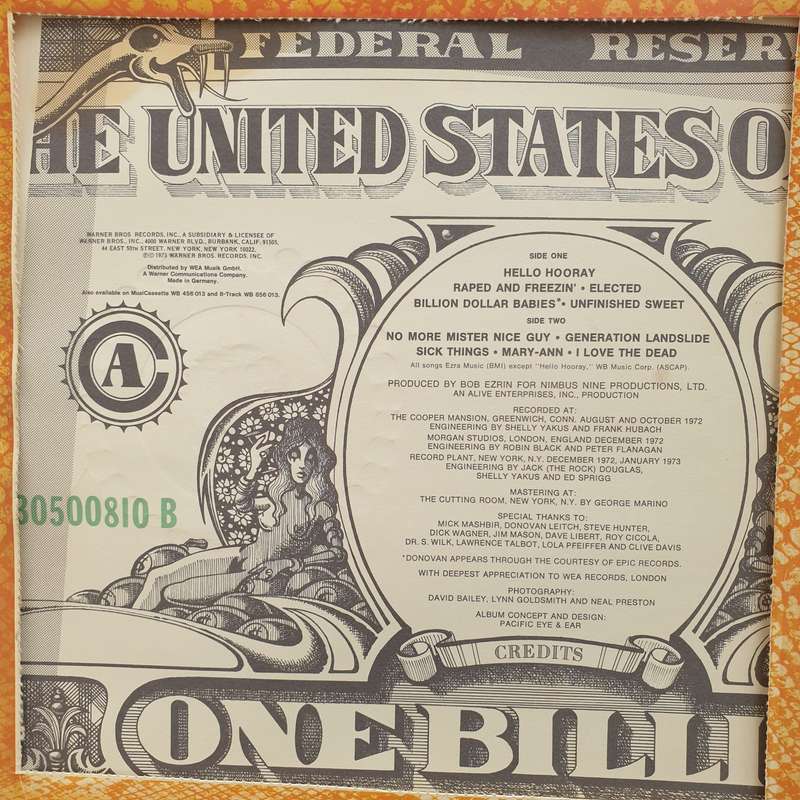 FEDERAL RESERV
HE UNITED STATES O
WARNER BROS. RECORDS, INC., A SUBSIDIARY & LICENSEE OF
WARNER BROS., INC., 4000 WARNER BLVD., BURBANK, CALIF. 91505,
44 EAST 50TH STREET, NEW YORK, NEW YORK 10022.
℗© 1973 WARNER BROS. RECORDS, INC.
Distributed by WEA Musik GmbH.
A Warner Communications Company.
Made in Germany.
Also available on MusiCassette WB 456 013 and 8-Track WB 656 013.
A
C
30500810 B
SIDE ONE
HELLO HOORAY
RAPED AND FREEZIN' • ELECTED
BILLION DOLLAR BABIES* • UNFINISHED SWEET
SIDE TWO
NO MORE MISTER NICE GUY • GENERATION LANDSLIDE
SICK THINGS • MARY-ANN • I LOVE THE DEAD
All songs Ezra Music (BMI) except "Hello Hooray," WB Music Corp. (ASCAP).
PRODUCED BY BOB EZRIN FOR NIMBUS NINE PRODUCTIONS, LTD.
AN ALIVE ENTERPRISES, INC., PRODUCTION
RECORDED AT:
THE COOPER MANSION, GREENWICH, CONN. AUGUST AND OCTOBER 1972
ENGINEERING BY SHELLY YAKUS AND FRANK HUBACH
MORGAN STUDIOS, LONDON, ENGLAND DECEMBER 1972
ENGINEERING BY ROBIN BLACK AND PETER FLANAGAN
RECORD PLANT, NEW YORK, N.Y. DECEMBER 1972, JANUARY 1973
ENGINEERING BY JACK (THE ROCK) DOUGLAS,
SHELLY YAKUS AND ED SPRIGG
MASTERING AT:
THE CUTTING ROOM, NEW YORK, N.Y. BY GEORGE MARINO
SPECIAL THANKS TO:
MICK MASHBIR, DONOVAN LEITCH, STEVE HUNTER,
DICK WAGNER, JIM MASON, DAVE LIBERT, ROY CICOLA,
DR. S. WILK, LAWRENCE TALBOT, LOLA PFEIFFER AND CLIVE DAVIS
*DONOVAN APPEARS THROUGH THE COURTESY OF EPIC RECORDS.
WITH DEEPEST APPRECIATION TO WEA RECORDS, LONDON
PHOTOGRAPHY:
DAVID BAILEY, LYNN GOLDSMITH AND NEAL PRESTON
ALBUM CONCEPT AND DESIGN:
PACIFIC EYE & EAR
CREDITS
ONE BILLI